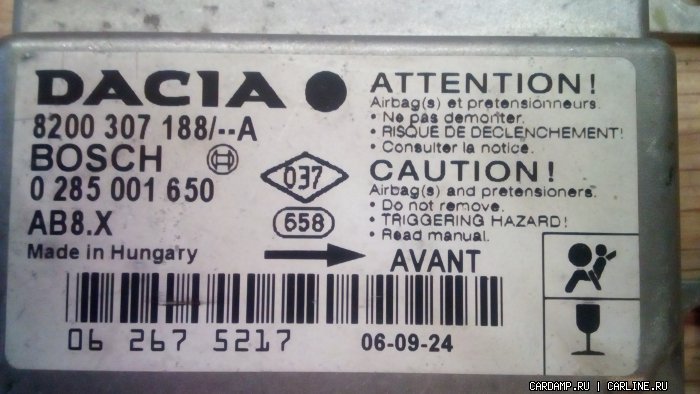 DACIA
8200 307 188/--A
BOSCH
0 285 001 650
AB8.X
Made in Hungary
037
658
ATTENTION!
Airbag(s) et pretensionneurs.
• Ne pas demonter.
• RISQUE DE DECLENCHEMENT!
• Consulter la notice.
CAUTION!
Airbag(s) and pretensioners.
• Do not remove.
• TRIGGERING HAZARD!
• Read manual.
AVANT
06 267 5217
06-09-24
CARDAMP.RU | CARLINE.RU